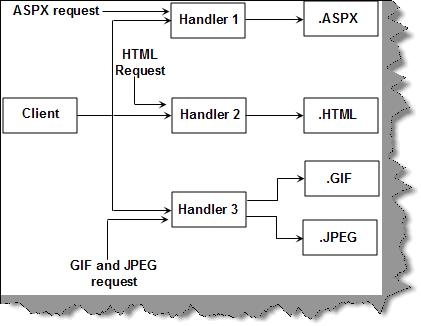 ASPX request
Handler 1
.ASPX
HTML
Request
Client
Handler 2
.HTML
.GIF
Handler 3
.JPEG
GIF and JPEG
request